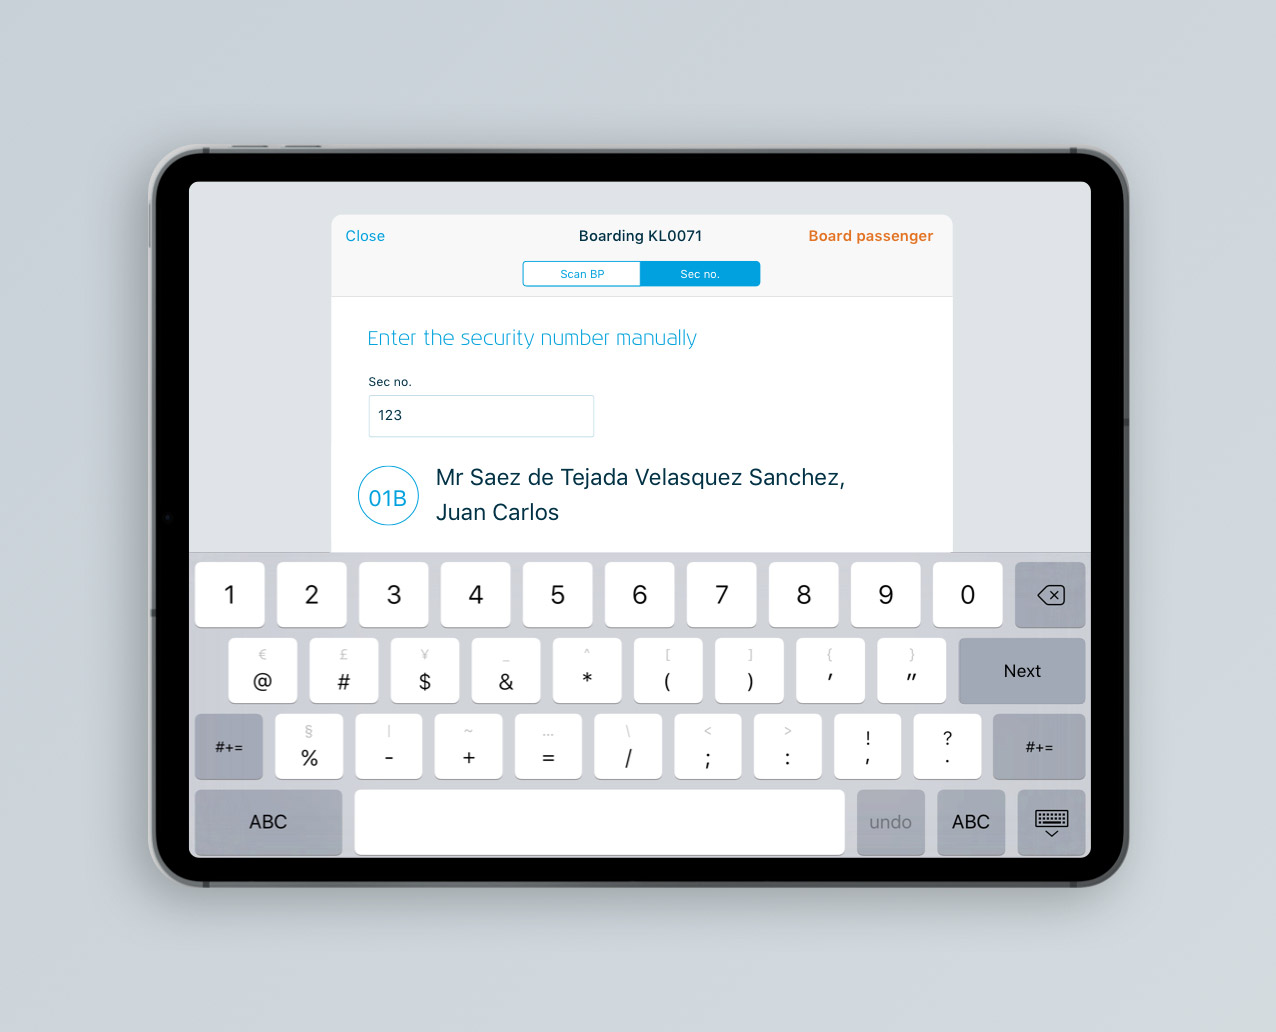 Close Boarding KL0071 Board passenger
Scan BP Sec no.
Enter the security number manually
Sec no.
123
01B
Mr Saez de Tejada Velasquez Sanchez,
Juan Carlos
1 2 3 4 5 6 7 8 9 0
€ £ ¥ _ ^ [ ] { }
@ # $ & * ( ) ' "
Next
§ | ~ … \ < > ! ?
#+= % - + = / ; : , . #+=
ABC undo ABC